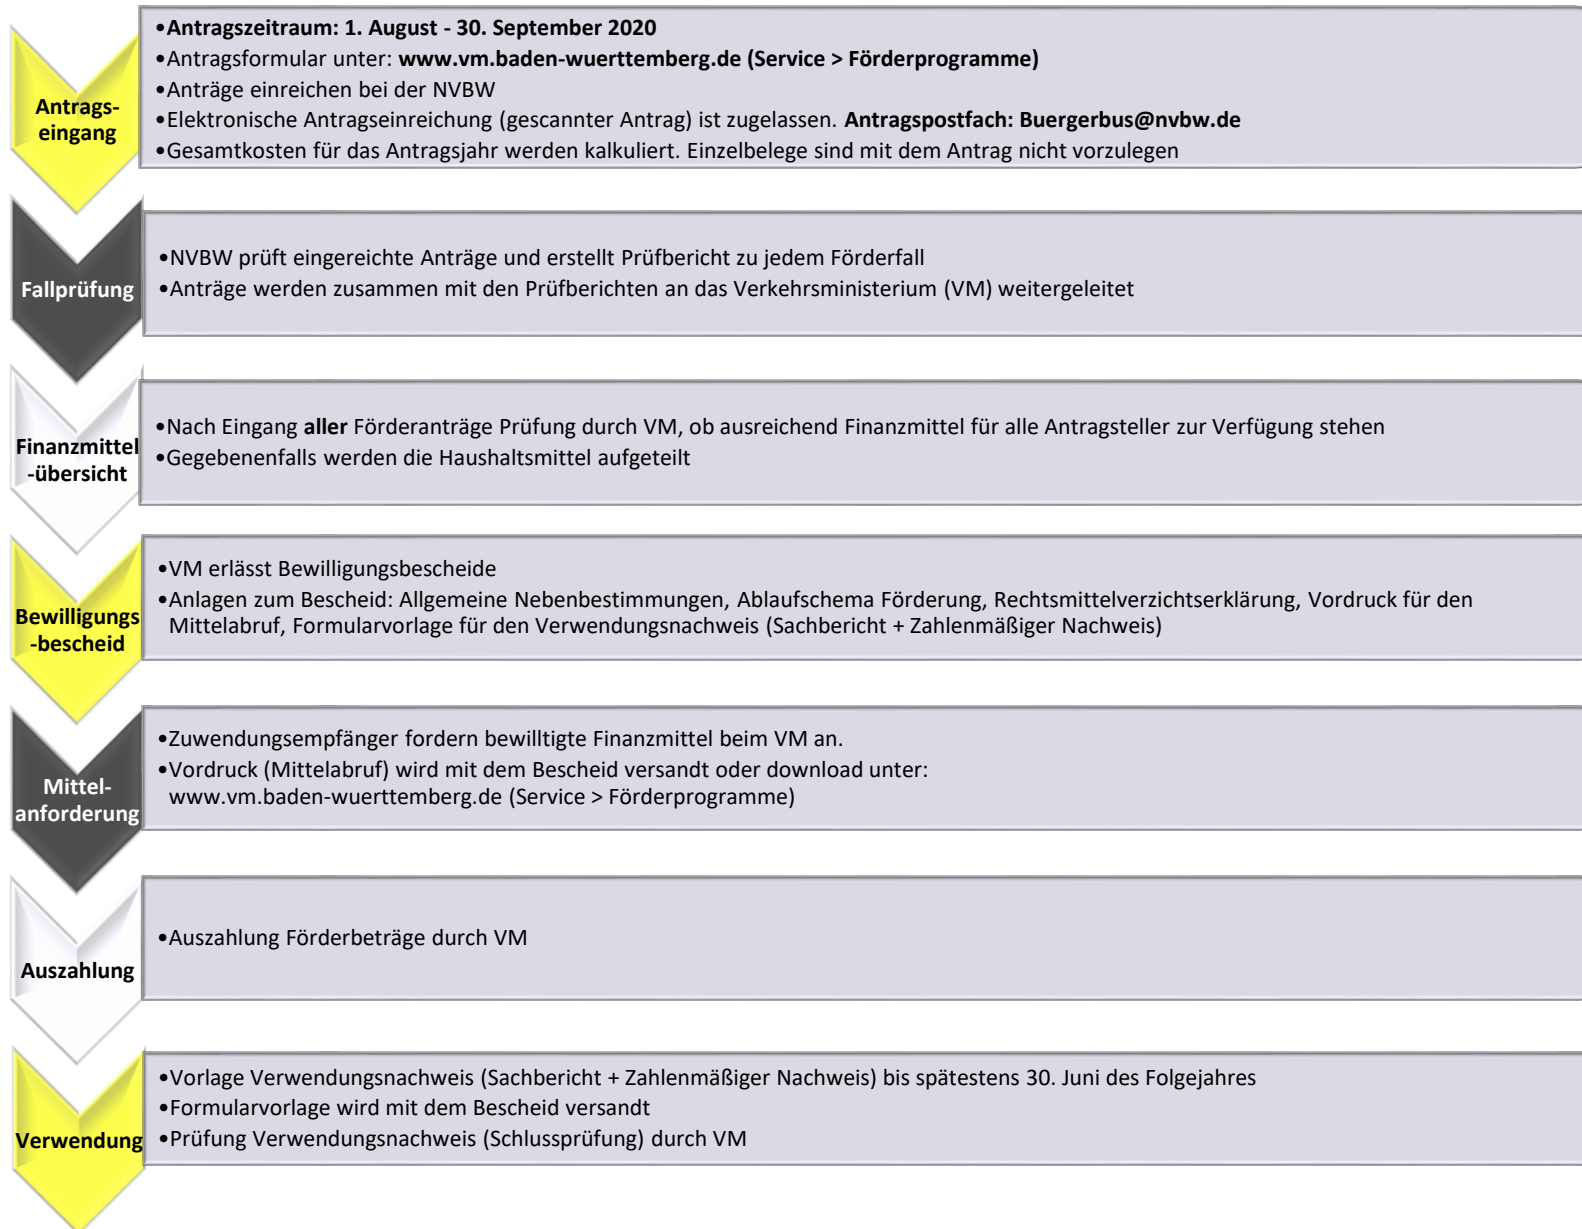 Antrags-
eingang
•Antragszeitraum: 1. August - 30. September 2020
•Antragsformular unter: www.vm.baden-wuerttemberg.de (Service > Förderprogramme)
•Anträge einreichen bei der NVBW
•Elektronische Antragseinreichung (gescannter Antrag) ist zugelassen. Antragspostfach: Buergerbus@nvbw.de
•Gesamtkosten für das Antragsjahr werden kalkuliert. Einzelbelege sind mit dem Antrag nicht vorzulegen
Fallprüfung
•NVBW prüft eingereichte Anträge und erstellt Prüfbericht zu jedem Förderfall
•Anträge werden zusammen mit den Prüfberichten an das Verkehrsministerium (VM) weitergeleitet
Finanzmittel
-übersicht
•Nach Eingang aller Förderanträge Prüfung durch VM, ob ausreichend Finanzmittel für alle Antragsteller zur Verfügung stehen
•Gegebenenfalls werden die Haushaltsmittel aufgeteilt
Bewilligungs
-bescheid
•VM erlässt Bewilligungsbescheide
•Anlagen zum Bescheid: Allgemeine Nebenbestimmungen, Ablaufschema Förderung, Rechtsmittelverzichtserklärung, Vordruck für den
Mittelabruf, Formularvorlage für den Verwendungsnachweis (Sachbericht + Zahlenmäßiger Nachweis)
Mittel-
anforderung
•Zuwendungsempfänger fordern bewilltigte Finanzmittel beim VM an.
•Vordruck (Mittelabruf) wird mit dem Bescheid versandt oder download unter:
www.vm.baden-wuerttemberg.de (Service > Förderprogramme)
Auszahlung
•Auszahlung Förderbeträge durch VM
Verwendung
•Vorlage Verwendungsnachweis (Sachbericht + Zahlenmäßiger Nachweis) bis spätestens 30. Juni des Folgejahres
•Formularvorlage wird mit dem Bescheid versandt
•Prüfung Verwendungsnachweis (Schlussprüfung) durch VM